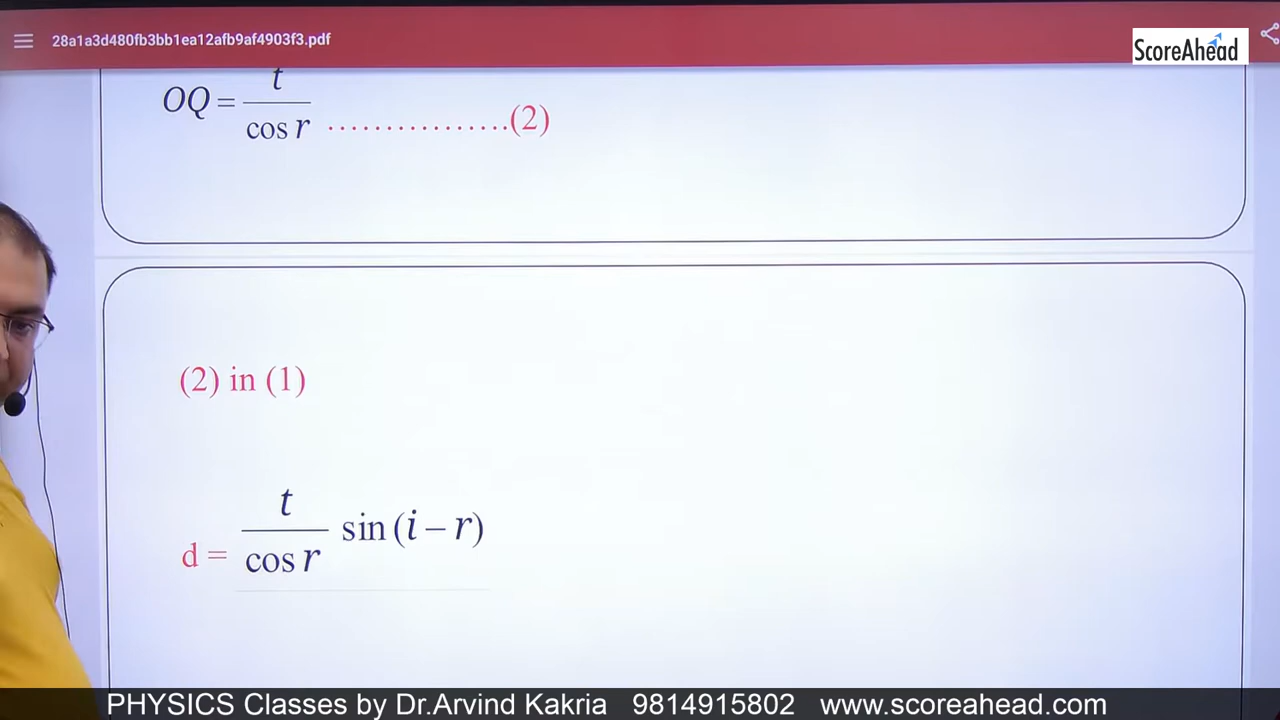 28a1a3d480fb3bb1ea12afb9af4903f3.pdf
ScoreAhead
OQ = t / cos r ................(2)
(2) in (1)
d = t / cos r sin (i – r)
PHYSICS Classes by Dr.Arvind Kakria 9814915802 www.scoreahead.com